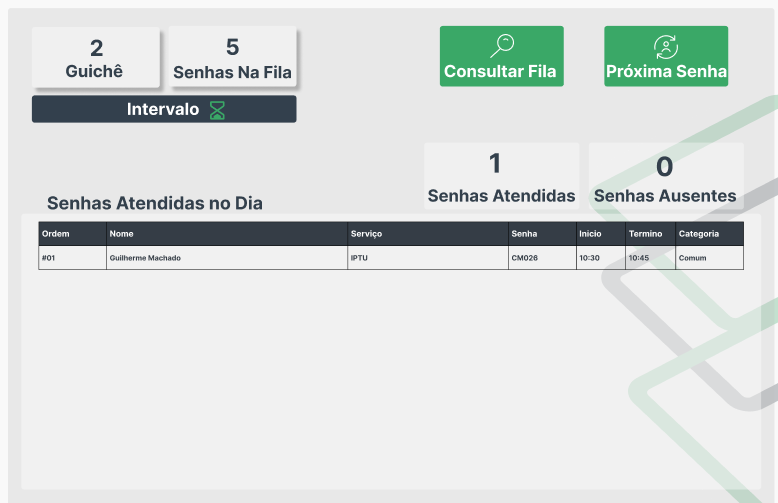 2
Guichê
5
Senhas Na Fila
Consultar Fila
Próxima Senha
Intervalo
1
Senhas Atendidas
0
Senhas Ausentes
Senhas Atendidas no Dia
Ordem Nome Serviço Senha Inicio Termino Categoria
#01 Guilherme Machado IPTU CM026 10:30 10:45 Comum